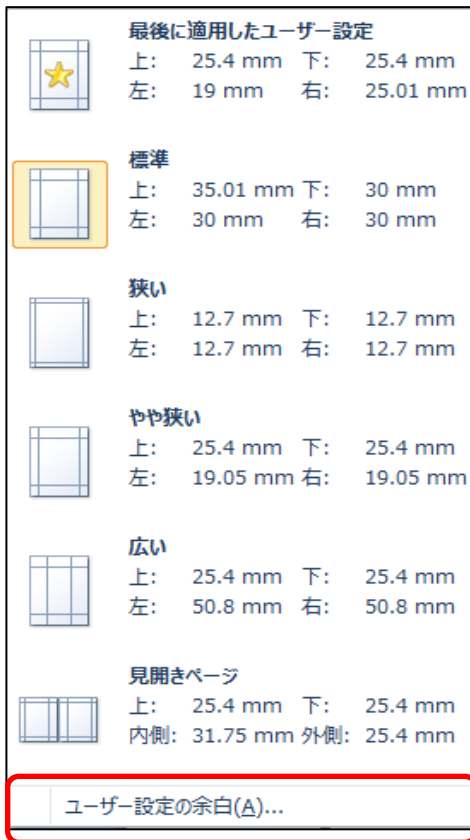 最後に適用したユーザー設定
上: 25.4 mm 下: 25.4 mm
左: 19 mm 右: 25.01 mm
標準
上: 35.01 mm 下: 30 mm
左: 30 mm 右: 30 mm
狭い
上: 12.7 mm 下: 12.7 mm
左: 12.7 mm 右: 12.7 mm
やや狭い
上: 25.4 mm 下: 25.4 mm
左: 19.05 mm 右: 19.05 mm
広い
上: 25.4 mm 下: 25.4 mm
左: 50.8 mm 右: 50.8 mm
見開きページ
上: 25.4 mm 下: 25.4 mm
内側: 31.75 mm 外側: 25.4 mm
ユーザー設定の余白(A)...